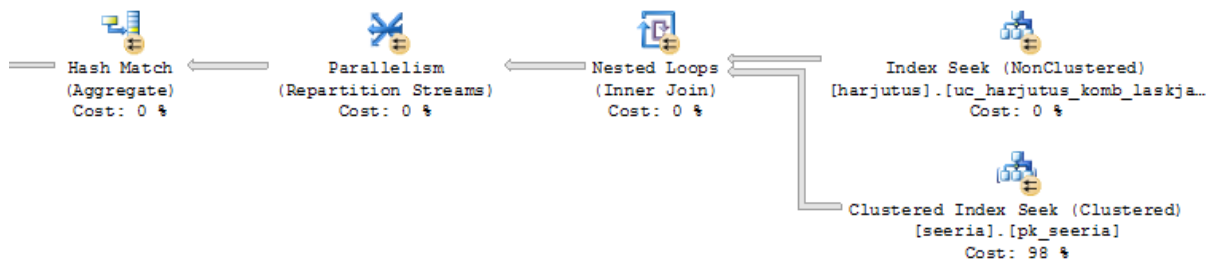 Hash Match
(Aggregate)
Cost: 0 %
Parallelism
(Repartition Streams)
Cost: 0 %
Nested Loops
(Inner Join)
Cost: 0 %
Index Seek (NonClustered)
[harjutus].[uc_harjutus_komb_laskja…
Cost: 0 %
Clustered Index Seek (Clustered)
[seeria].[pk_seeria]
Cost: 98 %